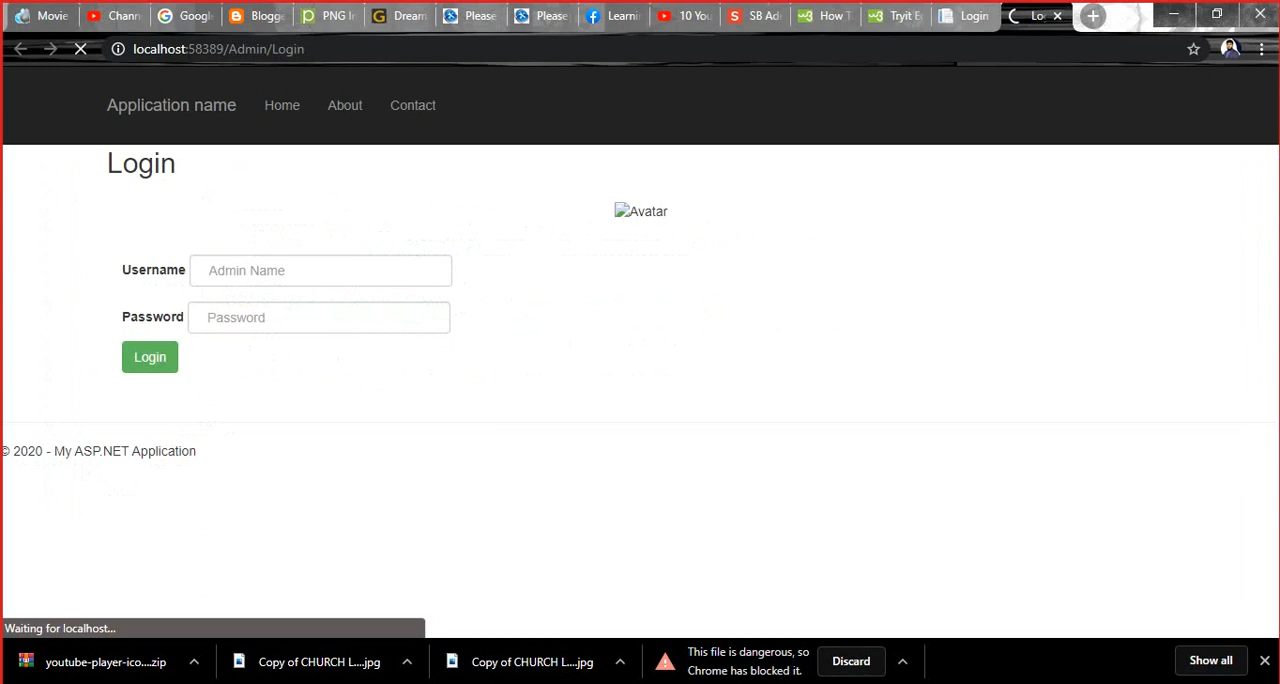 Movie
Chann
Googl
Blogge
PNG I
Dream
Please
Please
Learni
10 You
SB Ad
How T
Tryit E
Login
Lo
localhost:58389/Admin/Login
Application name
Home
About
Contact
Login
Avatar
Username
Admin Name
Password
Password
Login
© 2020 - My ASP.NET Application
Waiting for localhost...
youtube-player-ico....zip
Copy of CHURCH L....jpg
Copy of CHURCH L....jpg
This file is dangerous, so
Chrome has blocked it.
Discard
Show all